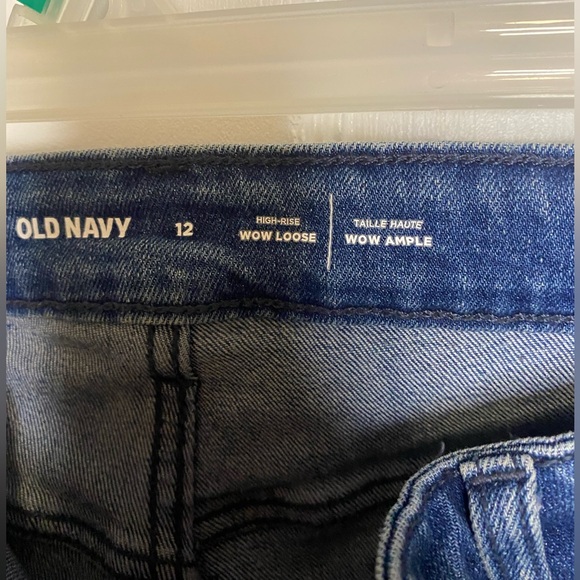 OLD NAVY
12
HIGH-RISE
WOW LOOSE
TAILLE HAUTE
WOW AMPLE